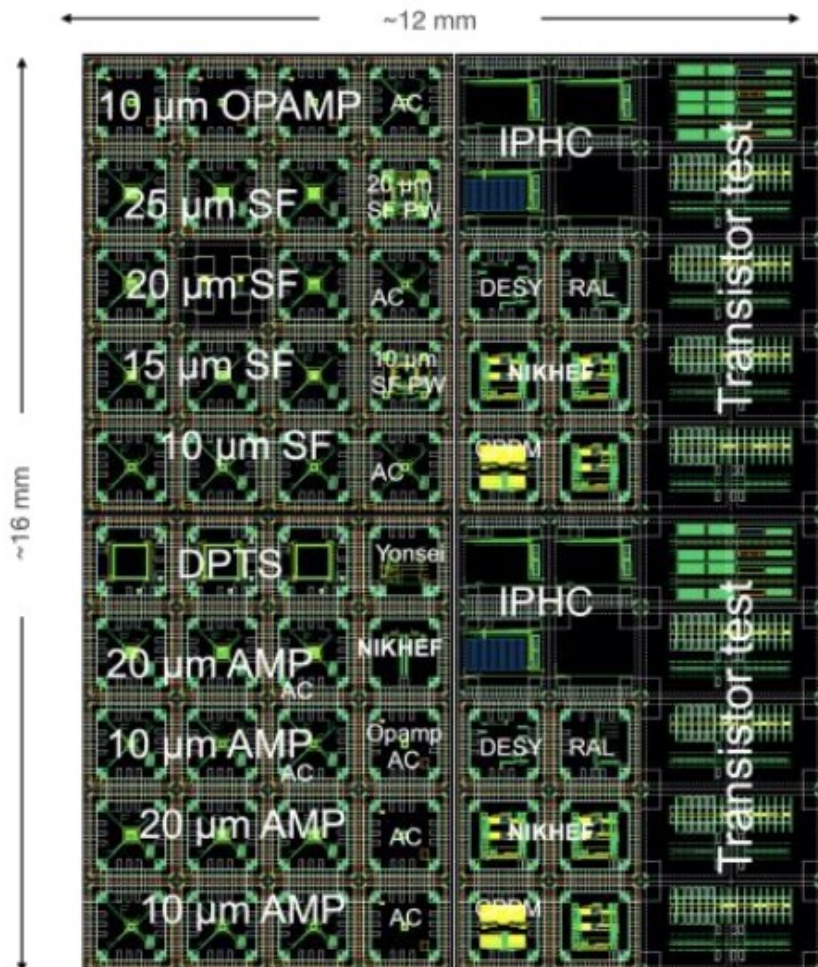 ~12 mm
~16 mm
10 µm OPAMP
AC
IPHC
Transistor test
25 µm SF
20 µm
SF PW
20 µm SF
AC
DESY
RAL
15 µm SF
10 µm
SF PW
NIKHEF
10 µm SF
AC
CPPM
DPTS
Yonsei
IPHC
Transistor test
20 µm AMP
AC
NIKHEF
10 µm AMP
AC
Opamp
AC
DESY
RAL
20 µm AMP
AC
NIKHEF
10 µm AMP
AC
CPPM